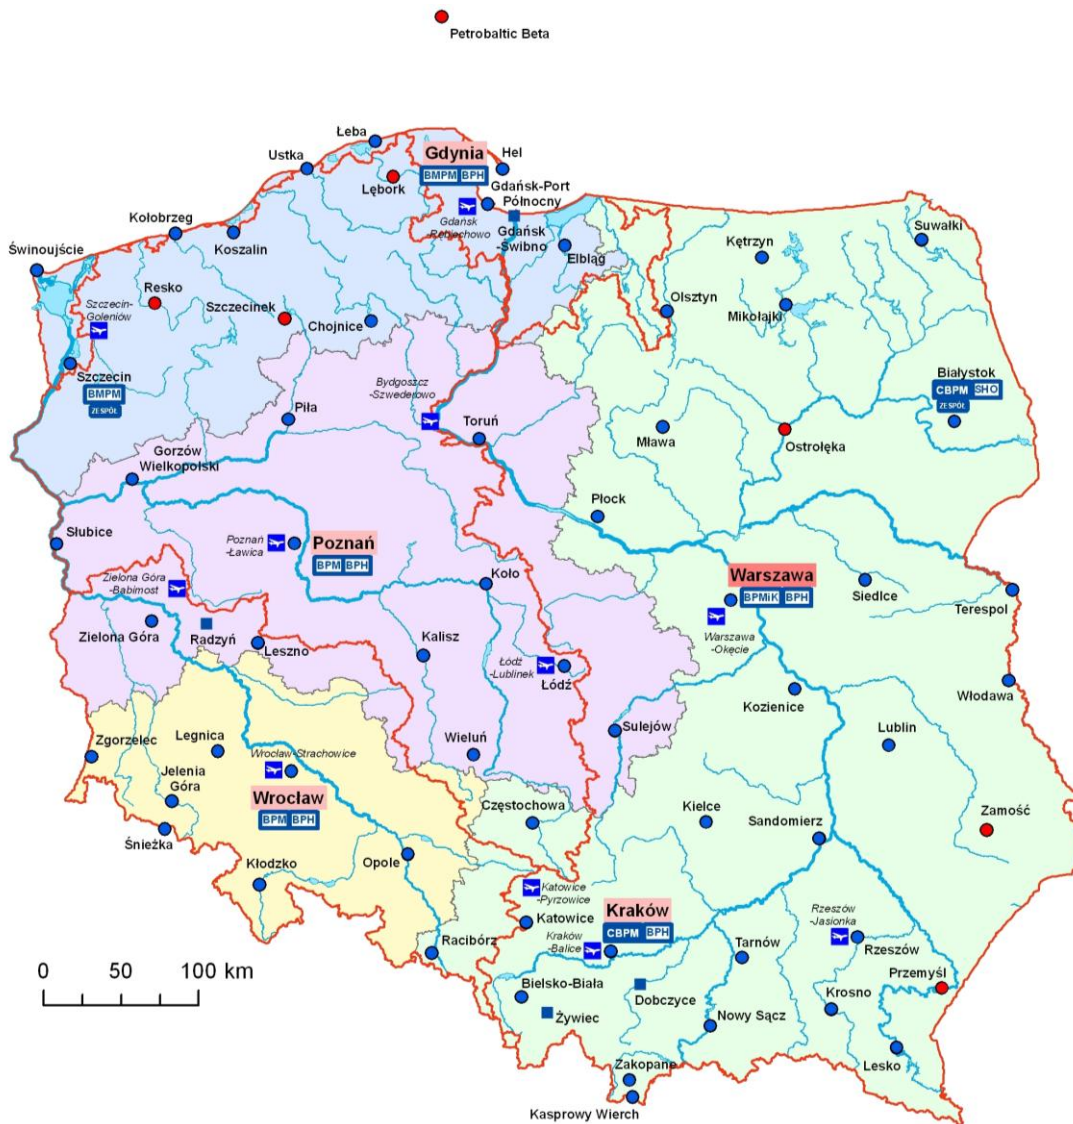 Petrobaltic Beta
Łeba
Gdynia
BMPM BPH
Hel
Ustka
Lębork
Gdańsk-Port
Północny
Gdańsk
-Rębiechowo
Gdańsk
-Świbno
Elbląg
Kołobrzeg
Koszalin
Świnoujście
Suwałki
Kętrzyn
Resko
Szczecin-
Goleniów
Szczecinek
Chojnice
Olsztyn
Mikołajki
Szczecin
BMPM
ZESPÓŁ
Białystok
CBPM SHO
ZESPÓŁ
Bydgoszcz
-Szwederowo
Piła
Toruń
Mława
Ostrołęka
Gorzów
Wielkopolski
Płock
Słubice
Poznań
-Ławica
Poznań
BPM BPH
Koło
Warszawa
BPMiK BPH
Warszawa
-Okęcie
Siedlce
Terespol
Zielona Góra
-Babimost
Zielona Góra
Radzyń
Leszno
Kalisz
Łódź
-Lublinek
Łódź
Kozienice
Włodawa
Lublin
Sulejów
Wieluń
Zgorzelec
Legnica
Wrocław-Strachowice
Jelenia
Góra
Wrocław
BPM BPH
Śnieżka
Częstochowa
Kielce
Sandomierz
Zamość
Kłodzko
Opole
Katowice
-Pyrzowice
Katowice
Kraków
CBPM BPH
Kraków
-Balice
Racibórz
Tarnów
Rzeszów
-Jasionka
Rzeszów
Przemyśl
Bielsko-Biała
Żywiec
Dobczyce
Nowy Sącz
Krosno
Lesko
Zakopane
Kasprowy Wierch
0 50 100 km